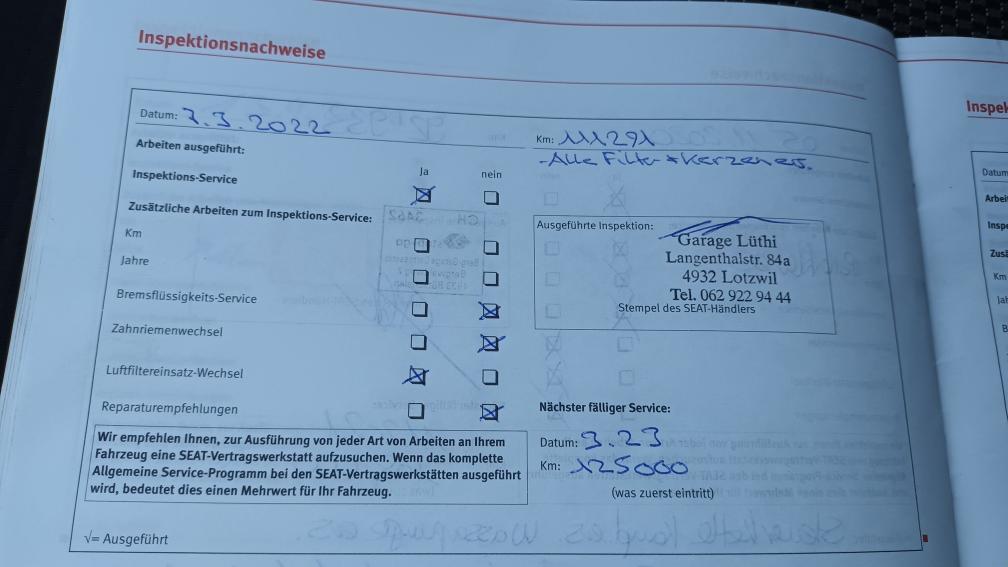 Inspektionsnachweise
Datum: 7.3.2022
Km: 111291
- Alle Filter + Kerzen ers.
Arbeiten ausgeführt:
Ja nein
Inspektions-Service
Zusätzliche Arbeiten zum Inspektions-Service:
Km
Jahre
Bremsflüssigkeits-Service
Zahnriemenwechsel
Luftfiltereinsatz-Wechsel
Reparaturempfehlungen
Ausgeführte Inspektion:
Garage Lüthi
Langenthalstr. 84a
4932 Lotzwil
Tel. 062 922 94 44
Stempel des SEAT-Händlers
Nächster fälliger Service:
Datum: 3.23
Km: 125000
(was zuerst eintritt)
Wir empfehlen Ihnen, zur Ausführung von jeder Art von Arbeiten an Ihrem
Fahrzeug eine SEAT-Vertragswerkstatt aufzusuchen. Wenn das komplette
Allgemeine Service-Programm bei den SEAT-Vertragswerkstätten ausgeführt
wird, bedeutet dies einen Mehrwert für Ihr Fahrzeug.
√= Ausgeführt
Inspek
Datum
Arbei
Inspe
Zusä
Km